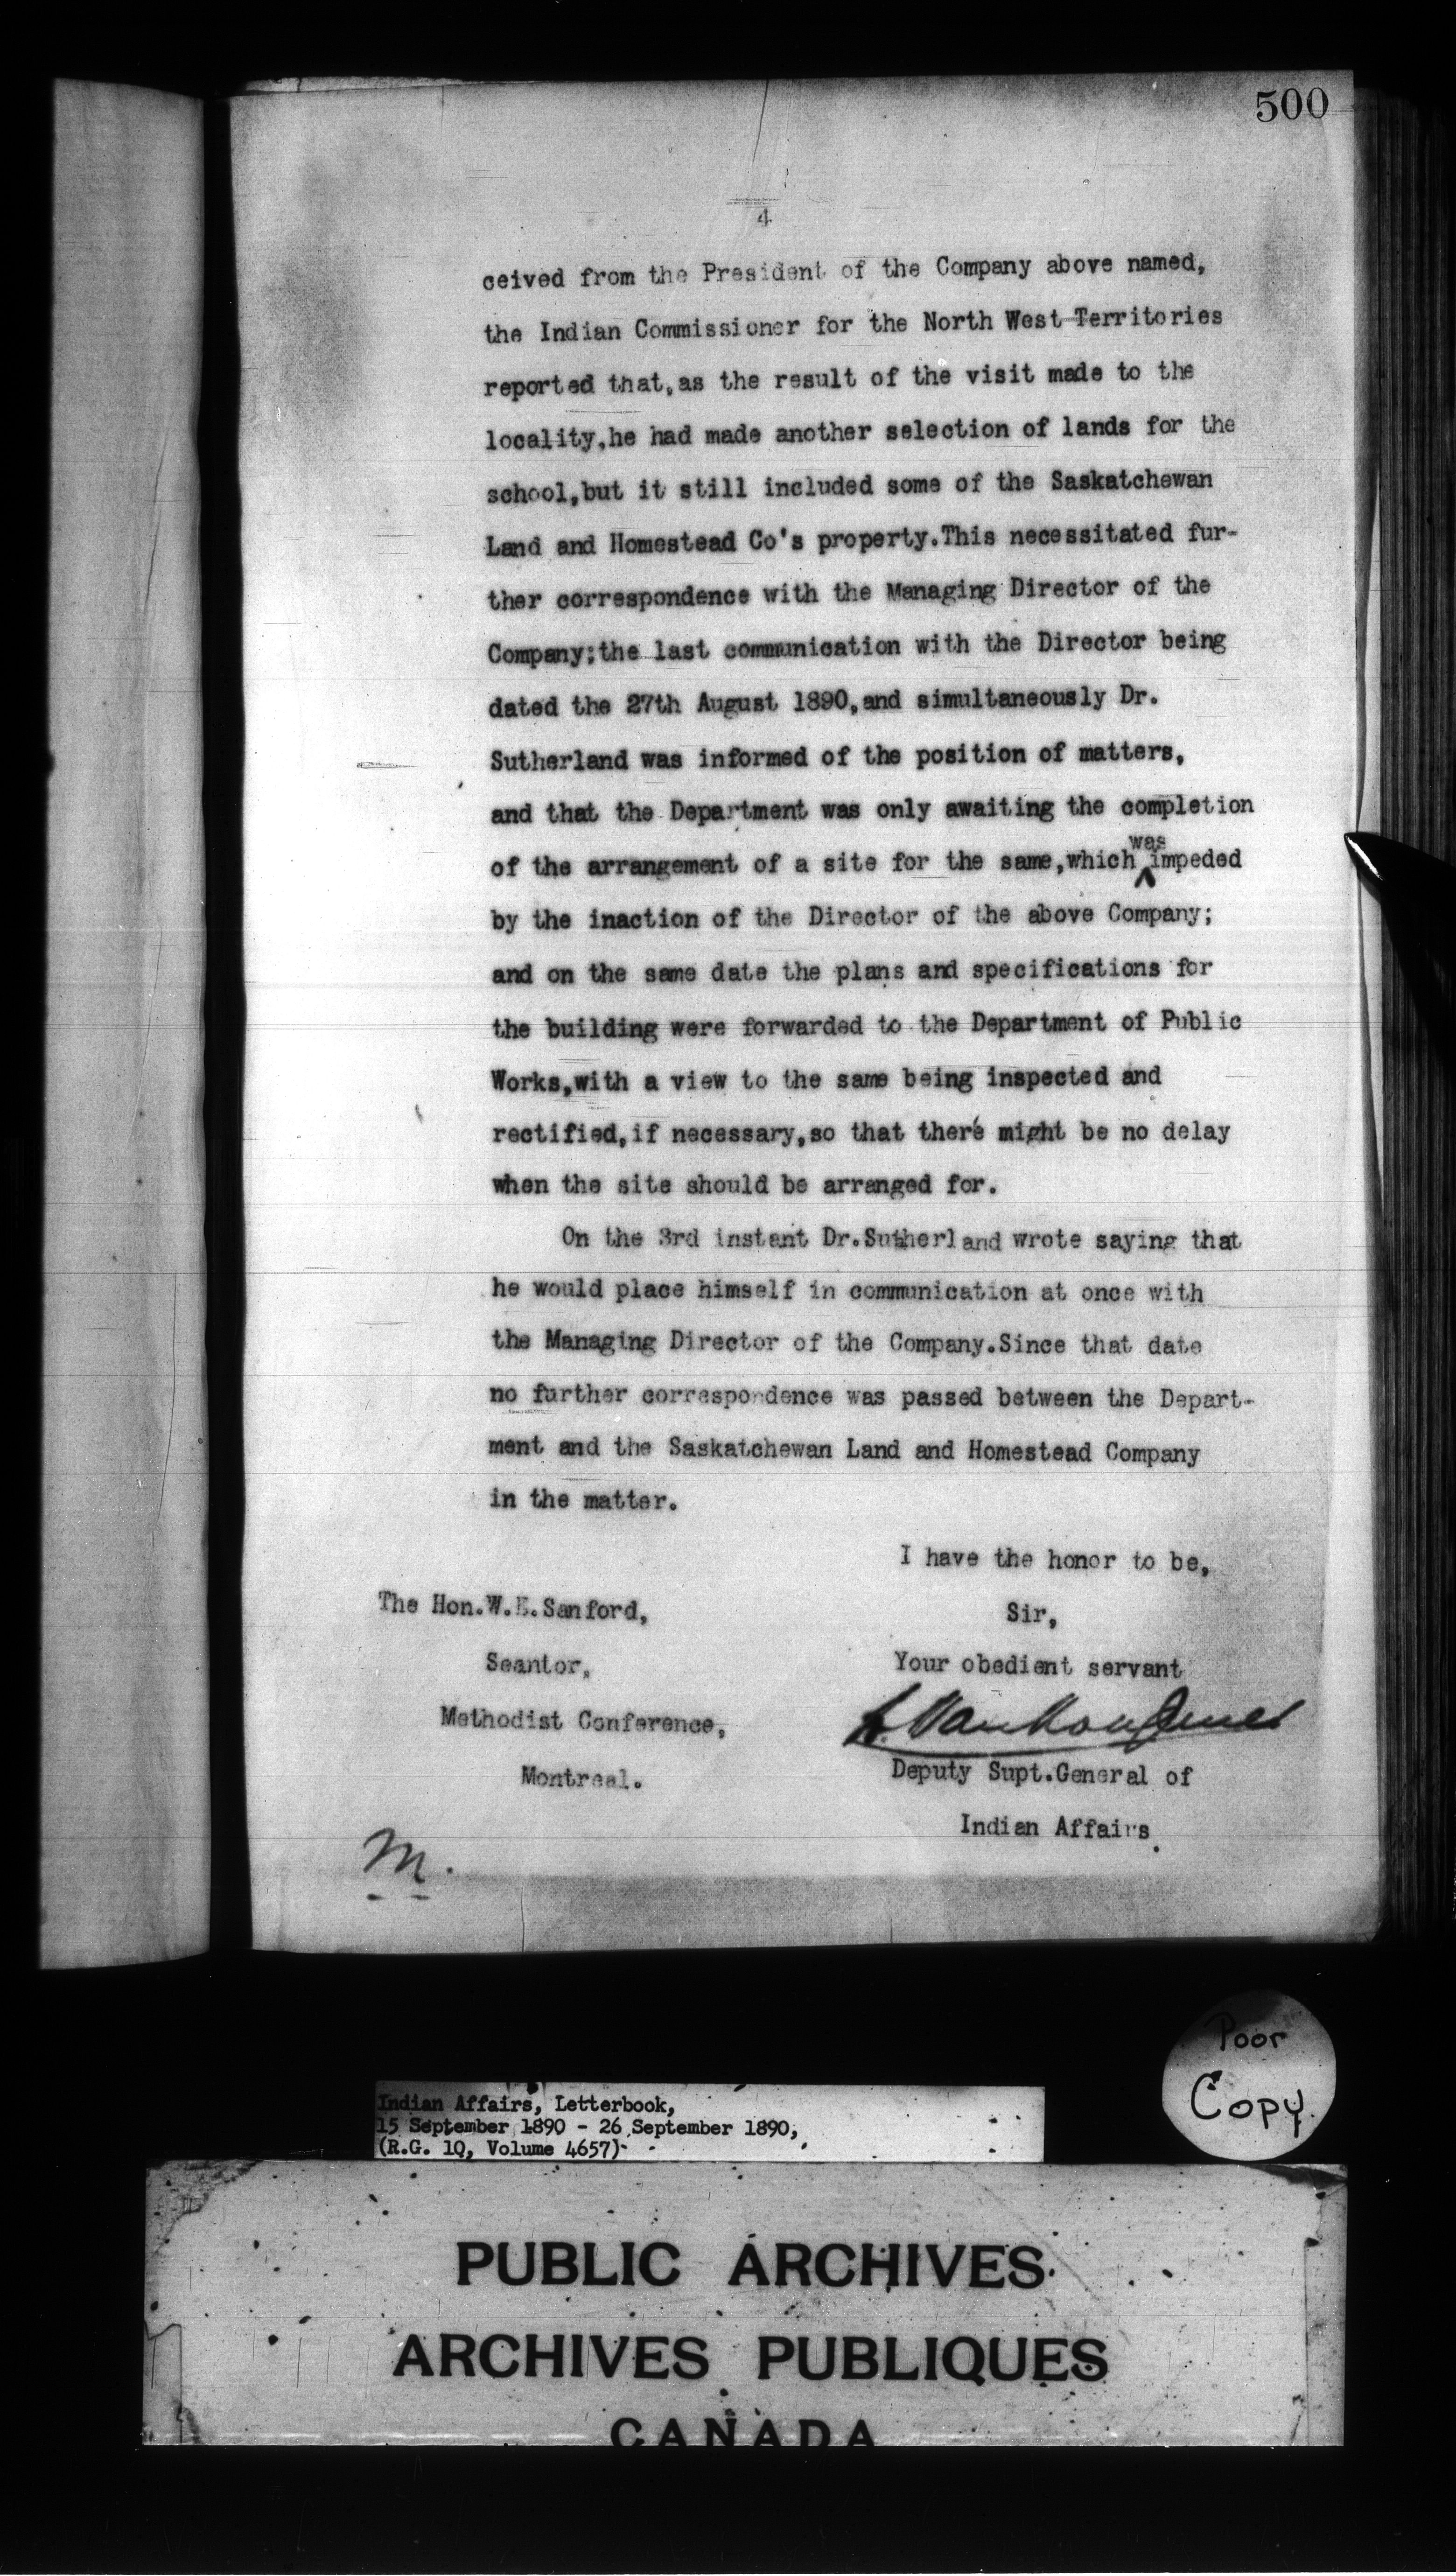 500
4
ceived from the President of the Company above named,
the Indian Commissioner for the North West Territories
reported that,as the result of the visit made to the
locality,he had made another selection of lands for the
school,but it still included some of the Saskatchewan
Land and Homestead Co's property.This necessitated fur-
ther correspondence with the Managing Director of the
Company;the last communication with the Director being
dated the 27th August 1890,and simultaneously Dr.
Sutherland was informed of the position of matters,
and that the Department was only awaiting the completion
of the arrangement of a site for the same,which was impeded
by the inaction of the Director of the above Company;
and on the same date the plans and specifications for
the building were forwarded to the Department of Public
Works,with a view to the same being inspected and
rectified,if necessary,so that there might be no delay
when the site should be arranged for.
On the 3rd instant Dr.Sutherland wrote saying that
he would place himself in communication at once with
the Managing Director of the Company.Since that date
no further correspondence was passed between the Depart-
ment and the Saskatchewan Land and Homestead Company
in the matter.
I have the honor to be,
The Hon.W.E.Sanford,
Sir,
Seantor,
Your obedient servant
Methodist Conference,
L. VanKoughnet
Montreal.
Deputy Supt.General of
Indian Affairs.
M.
Poor
Copy.
Indian Affairs, Letterbook,
15 September 1890 - 26 September 1890,
(R.G. 10, Volume 4657)
PUBLIC ARCHIVES
ARCHIVES PUBLIQUES
CANADA